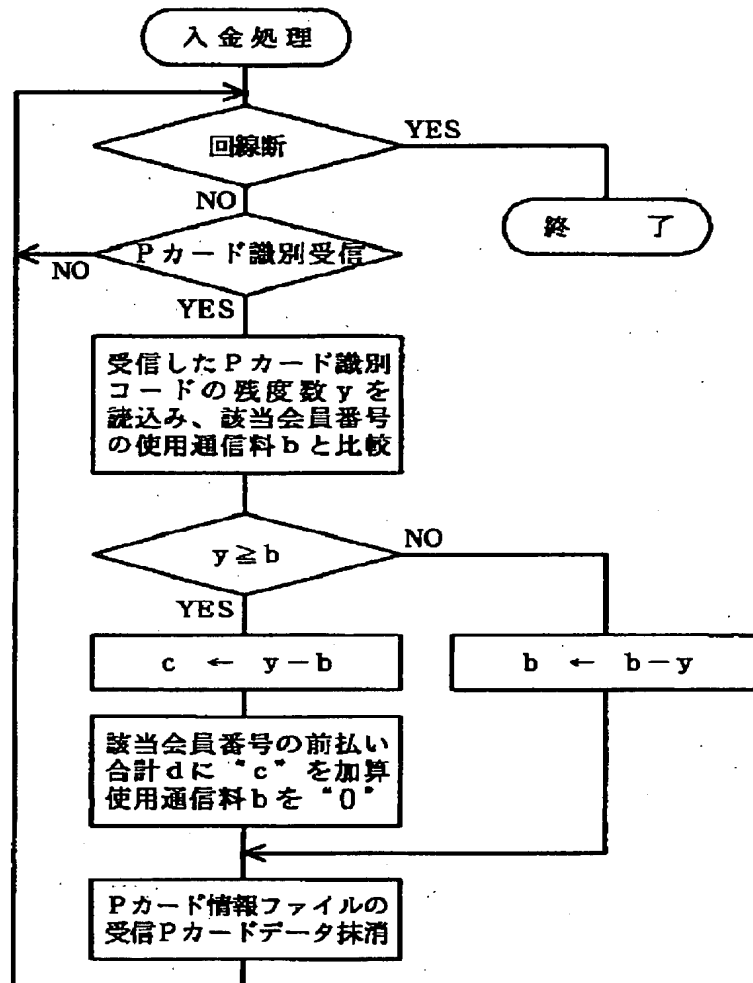 入金処理
回線断
YES
NO
終 了
Pカード識別受信
NO
YES
受信したPカード識別
コードの残度数yを
読込み、該当会員番号
の使用通信料bと比較
y≧b
NO
YES
c ← y-b
b ← b-y
該当会員番号の前払い
合計dに"c"を加算
使用通信料bを"0"
Pカード情報ファイルの
受信Pカードデータ抹消